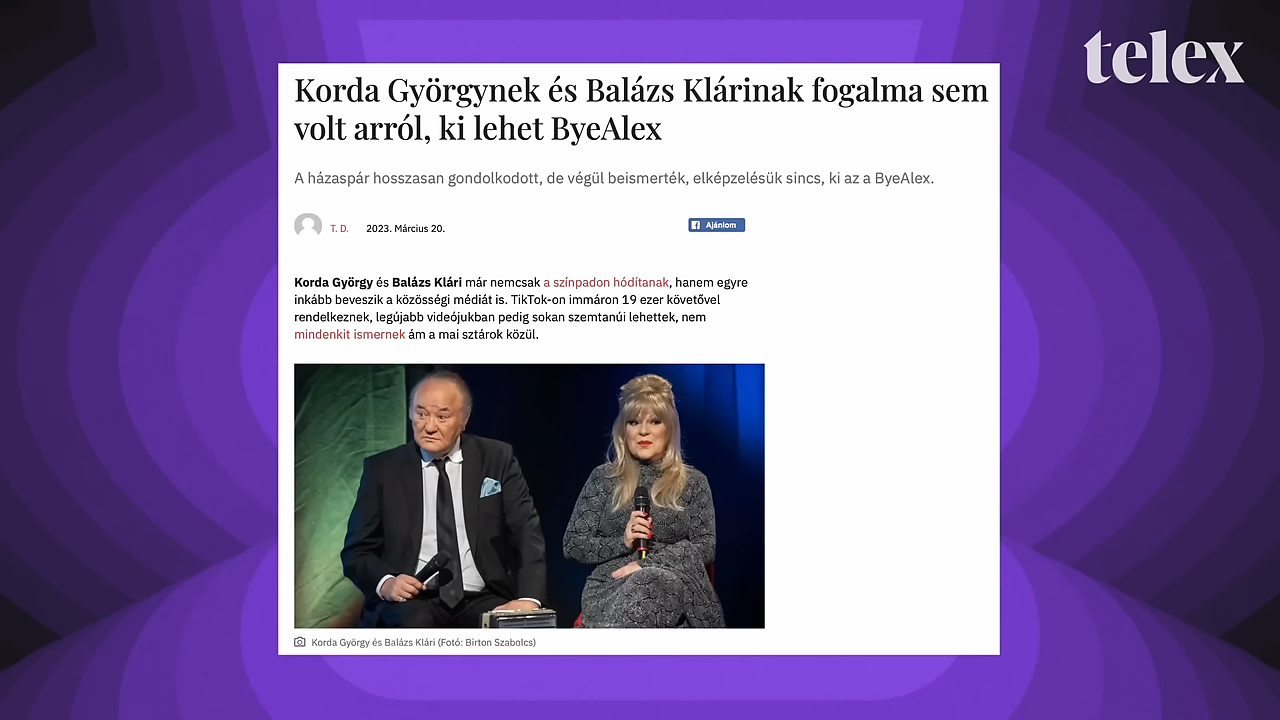 telex
Korda Györgynek és Balázs Klárinak fogalma sem
volt arról, ki lehet ByeAlex
A házaspár hosszasan gondolkodott, de végül beismerték, elképzelésük sincs, ki az a ByeAlex.
T. D. 2023. Március 20.
Ajánlom
Korda György és Balázs Klári már nemcsak a színpadon hódítanak, hanem egyre
inkább beveszik a közösségi médiát is. TikTok-on immáron 19 ezer követővel
rendelkeznek, legújabb videójukban pedig sokan szemtanúi lehettek, nem
mindenkit ismernek ám a mai sztárok közül.
Korda György és Balázs Klári (Fotó: Birton Szabolcs)